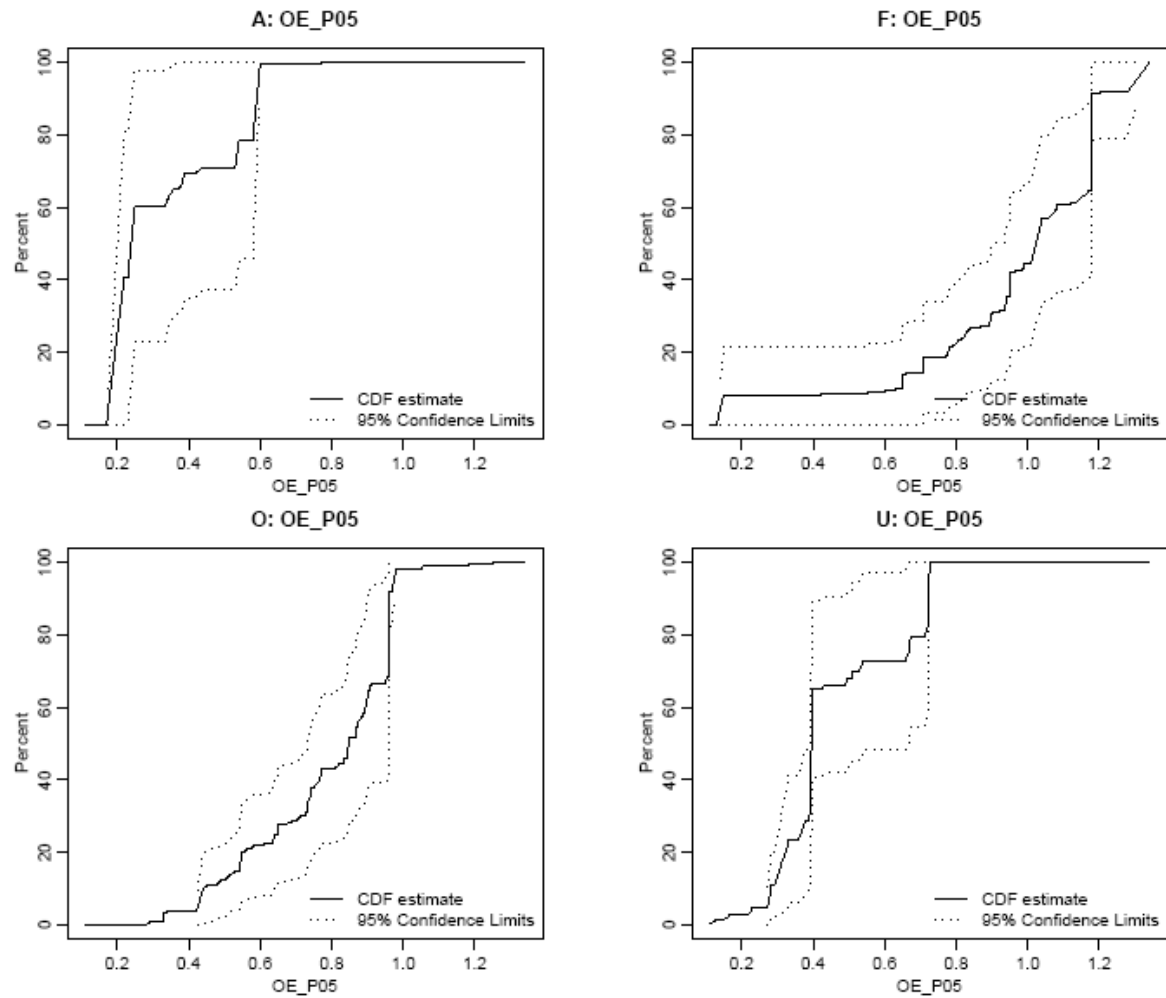 A: OE_P05
Percent
100
80
60
40
20
0
CDF estimate
95% Confidence Limits
0.2 0.4 0.6 0.8 1.0 1.2
OE_P05
F: OE_P05
Percent
100
80
60
40
20
0
CDF estimate
95% Confidence Limits
0.2 0.4 0.6 0.8 1.0 1.2
OE_P05
O: OE_P05
Percent
100
80
60
40
20
0
CDF estimate
95% Confidence Limits
0.2 0.4 0.6 0.8 1.0 1.2
OE_P05
U: OE_P05
Percent
100
80
60
40
20
0
CDF estimate
95% Confidence Limits
0.2 0.4 0.6 0.8 1.0 1.2
OE_P05